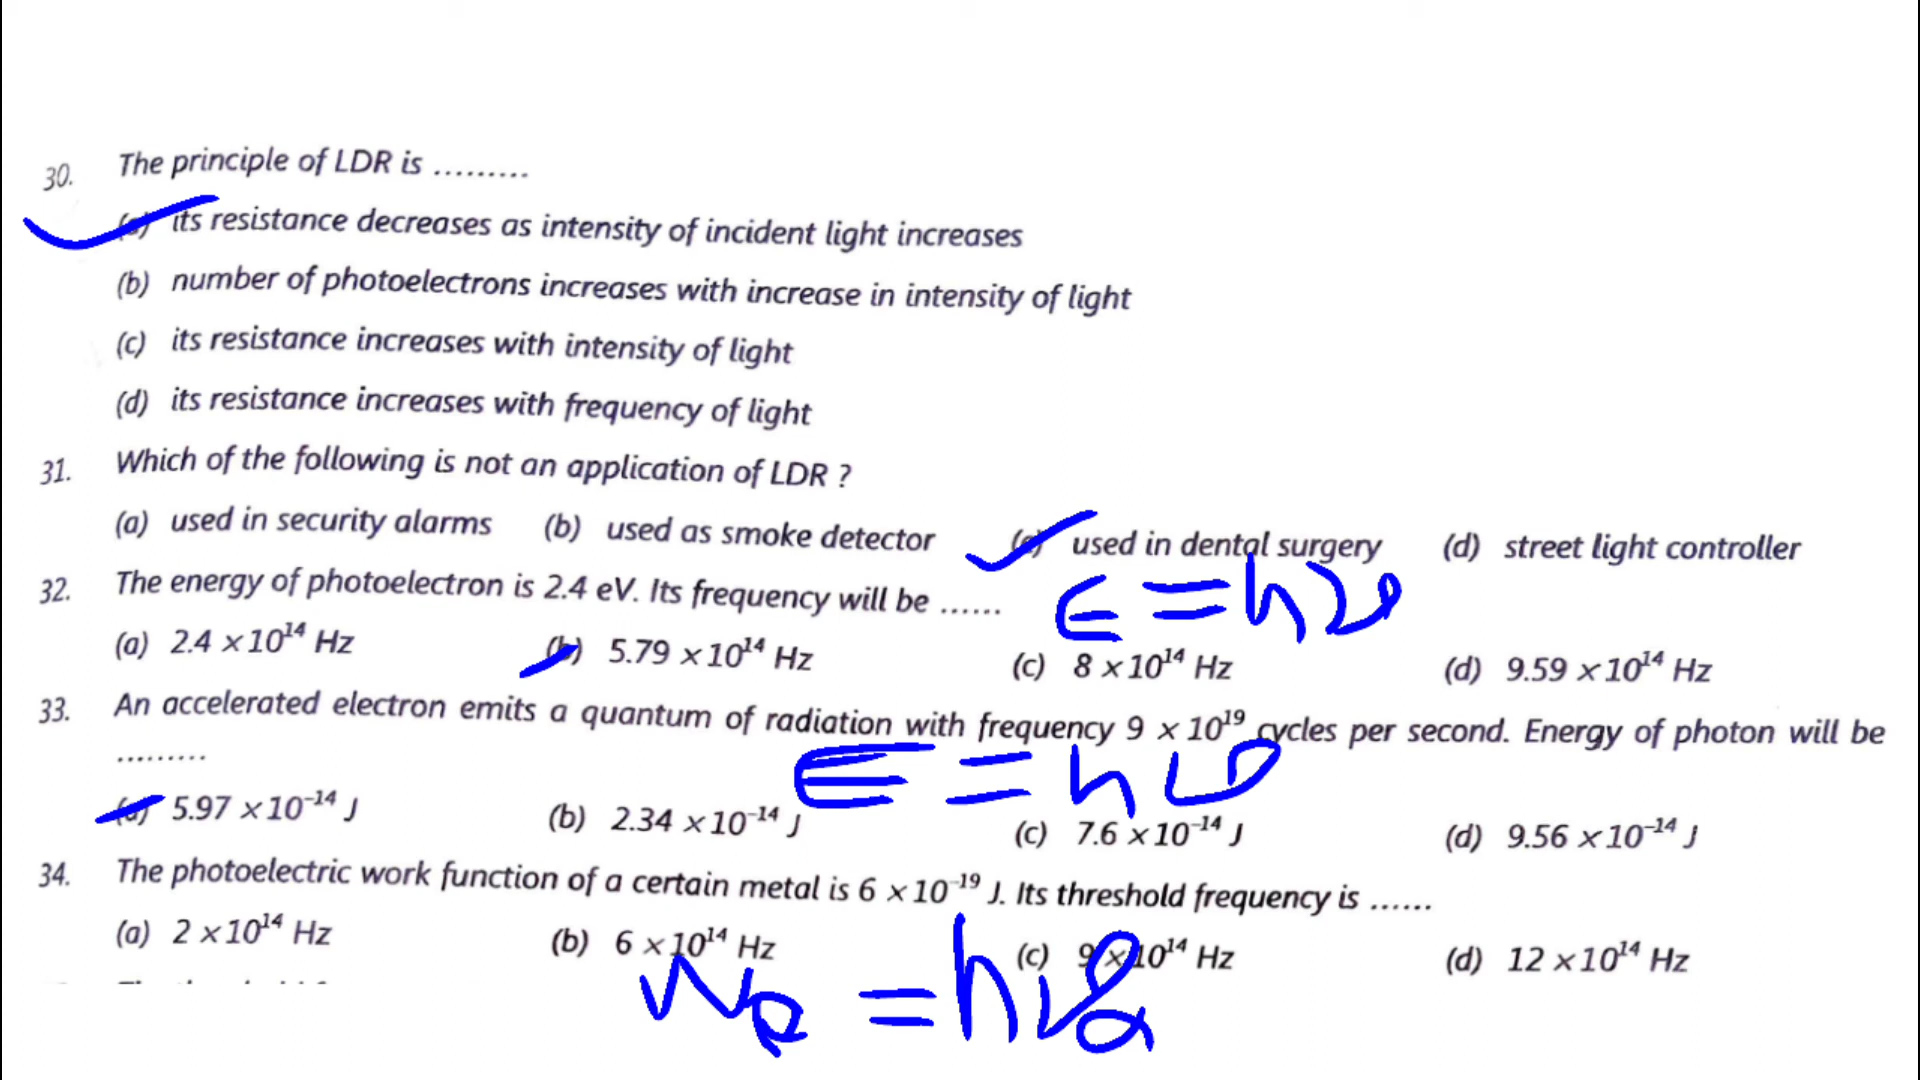 30. The principle of LDR is .........
(a) its resistance decreases as intensity of incident light increases
(b) number of photoelectrons increases with increase in intensity of light
(c) its resistance increases with intensity of light
(d) its resistance increases with frequency of light
31. Which of the following is not an application of LDR ?
(a) used in security alarms (b) used as smoke detector (c) used in dental surgery (d) street light controller
32. The energy of photoelectron is 2.4 eV. Its frequency will be ......
E = hν
(a) 2.4 × 10¹⁴ Hz (b) 5.79 × 10¹⁴ Hz (c) 8 × 10¹⁴ Hz (d) 9.59 × 10¹⁴ Hz
33. An accelerated electron emits a quantum of radiation with frequency 9 × 10¹⁹ cycles per second. Energy of photon will be
.........
E = hν
(a) 5.97 × 10⁻¹⁴ J (b) 2.34 × 10⁻¹⁴ J (c) 7.6 × 10⁻¹⁴ J (d) 9.56 × 10⁻¹⁴ J
34. The photoelectric work function of a certain metal is 6 × 10⁻¹⁹ J. Its threshold frequency is ......
(a) 2 × 10¹⁴ Hz (b) 6 × 10¹⁴ Hz (c) 9 × 10¹⁴ Hz (d) 12 × 10¹⁴ Hz
W₀ = hν₀